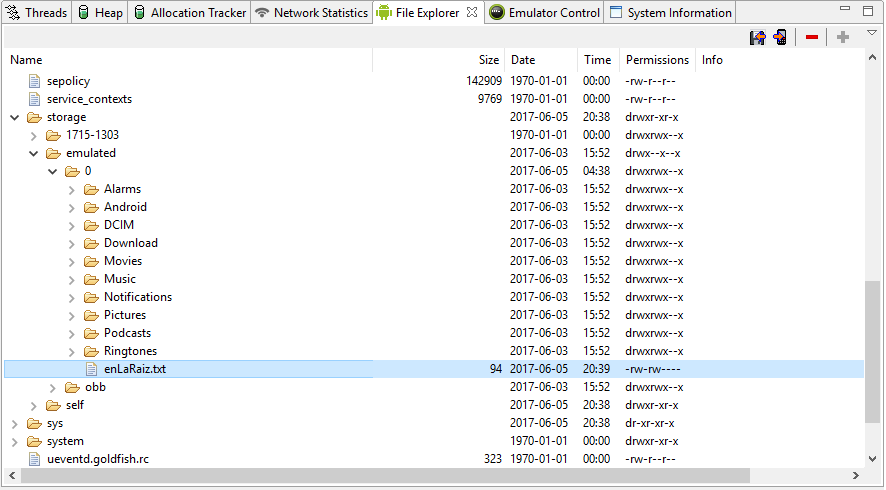 Threads Heap Allocation Tracker Network Statistics File Explorer Emulator Control System Information
Name Size Date Time Permissions Info
sepolicy 142909 1970-01-01 00:00 -rw-r--r--
service_contexts 9769 1970-01-01 00:00 -rw-r--r--
storage 2017-06-05 20:38 drwxr-xr-x
1715-1303 1970-01-01 00:00 drwxrwx--x
emulated 2017-06-03 15:52 drwx--x--x
0 2017-06-05 04:38 drwxrwx--x
Alarms 2017-06-03 15:52 drwxrwx--x
Android 2017-06-03 15:52 drwxrwx--x
DCIM 2017-06-03 15:52 drwxrwx--x
Download 2017-06-03 15:52 drwxrwx--x
Movies 2017-06-03 15:52 drwxrwx--x
Music 2017-06-03 15:52 drwxrwx--x
Notifications 2017-06-03 15:52 drwxrwx--x
Pictures 2017-06-03 15:52 drwxrwx--x
Podcasts 2017-06-03 15:52 drwxrwx--x
Ringtones 2017-06-03 15:52 drwxrwx--x
enLaRaiz.txt 94 2017-06-05 20:39 -rw-rw----
obb 2017-06-03 15:52 drwxrwx--x
self 2017-06-05 20:38 drwxr-xr-x
sys 2017-06-05 20:38 dr-xr-xr-x
system 1970-01-01 00:00 drwxr-xr-x
ueventd.goldfish.rc 323 1970-01-01 00:00 -rw-r--r--